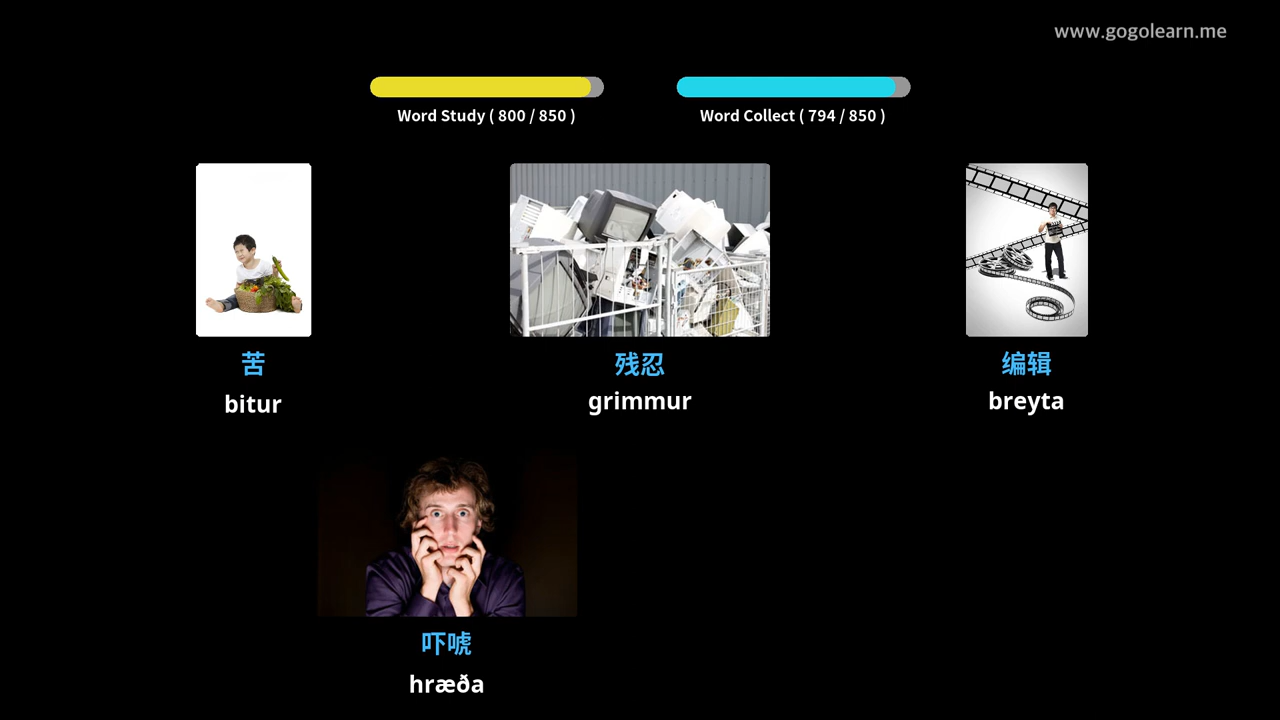 www.gogolearn.me
Word Study ( 800 / 850 )
Word Collect ( 794 / 850 )
苦
bitur
残忍
grimmur
编辑
breyta
吓唬
hræða